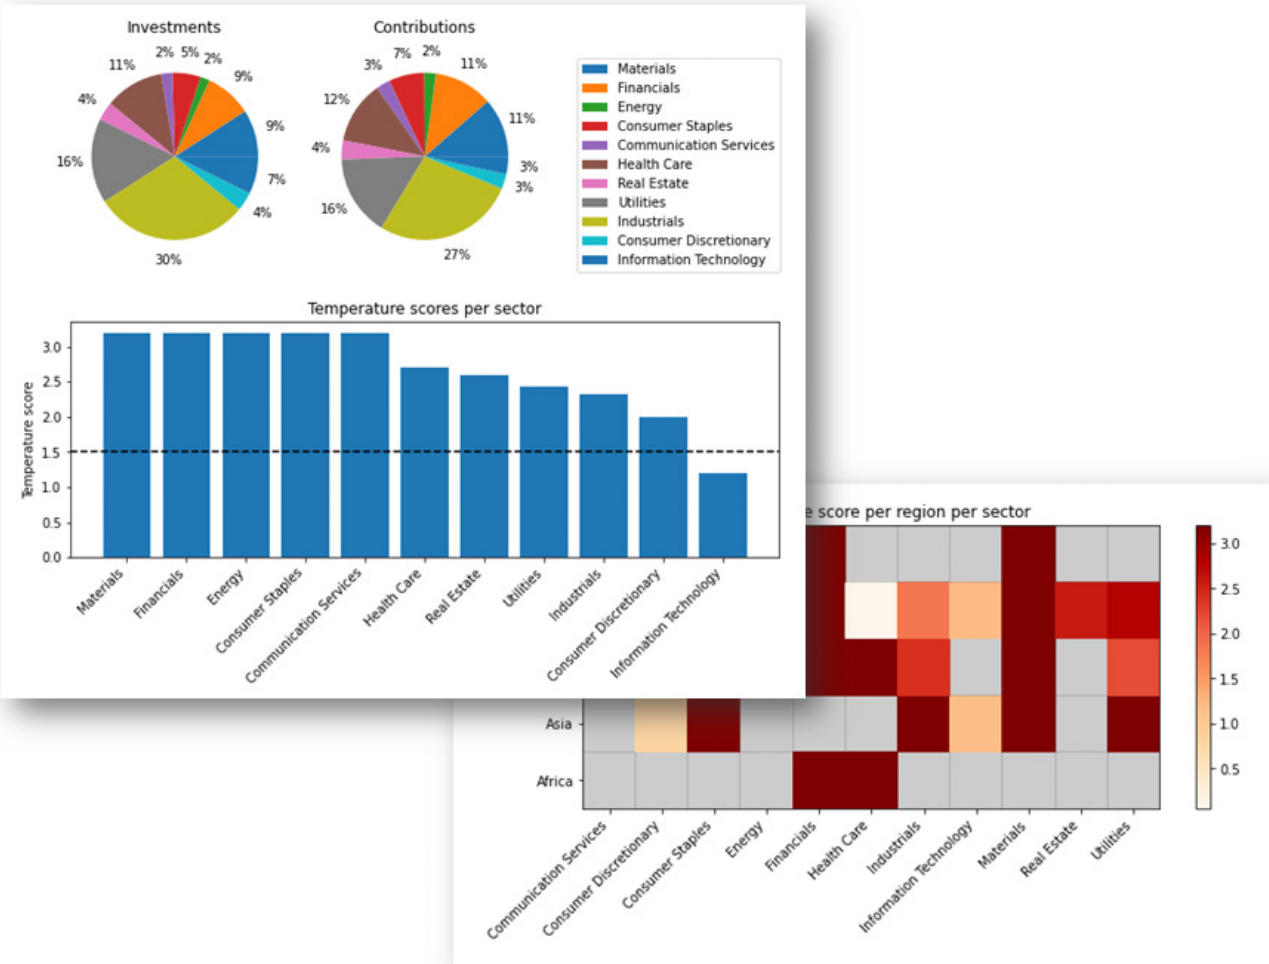 Investments
2% 5% 2%
11% 9%
4% 9%
16% 7%
4%
30%
Contributions
7% 2%
3% 11%
12% 11%
4% 3%
3%
16%
27%
Materials
Financials
Energy
Consumer Staples
Communication Services
Health Care
Real Estate
Utilities
Industrials
Consumer Discretionary
Information Technology
Temperature scores per sector
Temperature score
3.0
2.5
2.0
1.5
1.0
0.5
0.0
Materials
Financials
Energy
Consumer Staples
Communication Services
Health Care
Real Estate
Utilities
Industrials
Consumer Discretionary
Information Technology
e score per region per sector
Asia
Africa
Communication Services
Consumer Discretionary
Consumer Staples
Energy
Financials
Health Care
Industrials
Information Technology
Materials
Real Estate
Utilities
3.0
2.5
2.0
1.5
1.0
0.5